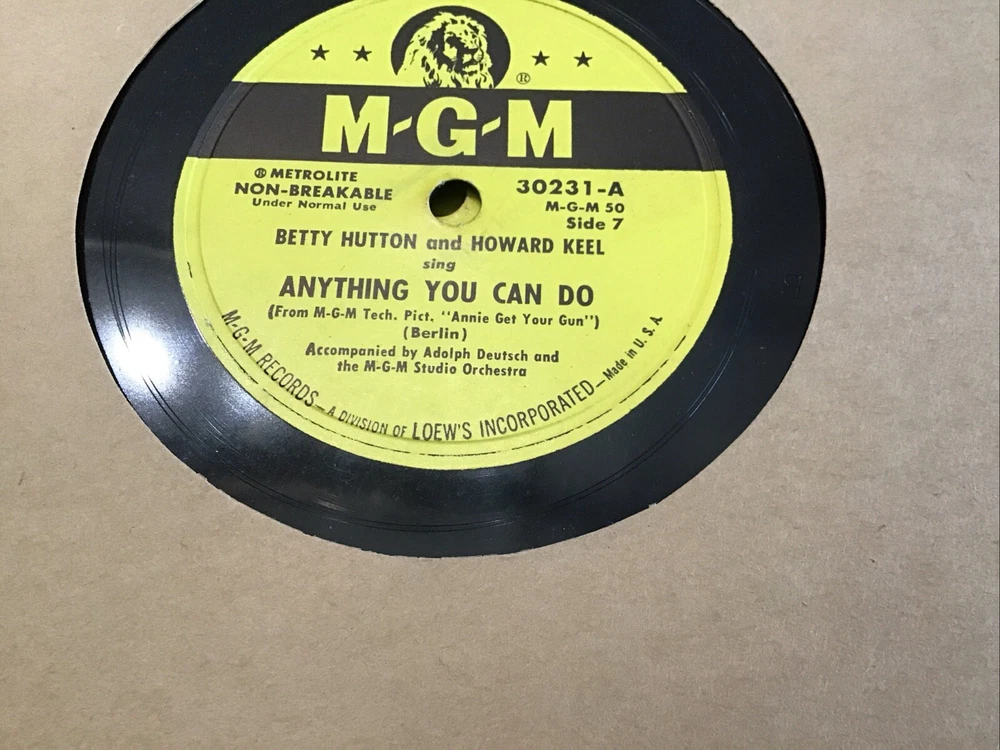 ®
M-G-M
® METROLITE
NON-BREAKABLE
Under Normal Use
30231-A
M-G-M 50
Side 7
BETTY HUTTON and HOWARD KEEL
sing
ANYTHING YOU CAN DO
(From M-G-M Tech. Pict. "Annie Get Your Gun")
(Berlin)
Accompanied by Adolph Deutsch and
the M-G-M Studio Orchestra
M-G-M RECORDS—A DIVISION OF LOEW'S INCORPORATED—Made in U.S.A.